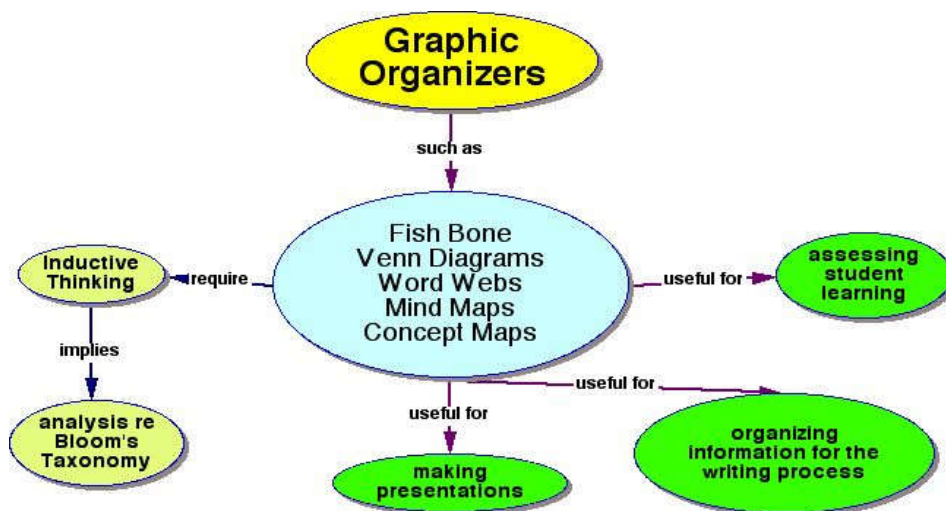 Graphic
Organizers
such as
Fish Bone
Venn Diagrams
Word Webs
Mind Maps
Concept Maps
require
Inductive
Thinking
implies
analysis re
Bloom's
Taxonomy
useful for
assessing
student
learning
useful for
making
presentations
useful for
organizing
information for the
writing process